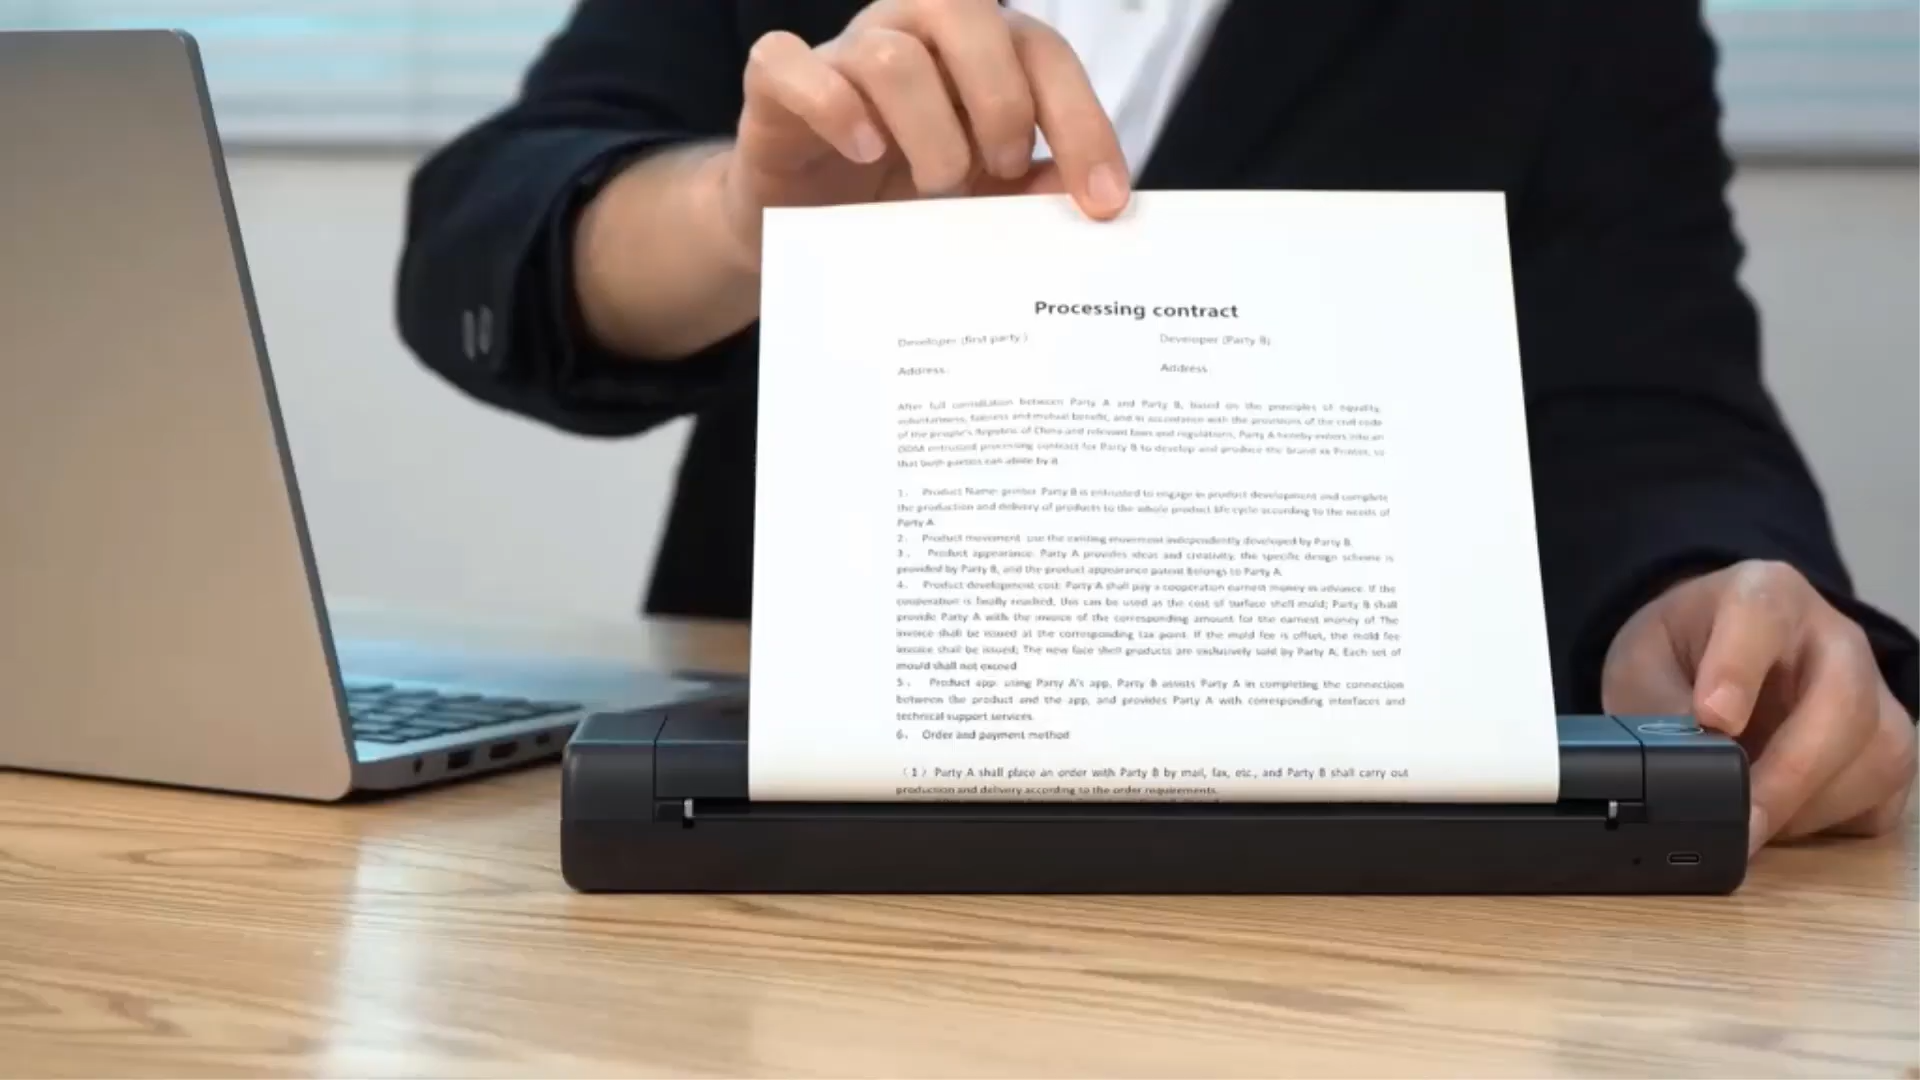 Processing contract
Developer (first party )
Developer (Party B)
Address:
Address:
After full consultation between Party A and Party B, based on the principles of equality,
voluntariness, fairness and mutual benefit, and in accordance with the provisions of the civil code
of the people's Republic of China and relevant laws and regulations, Party A hereby enters into an
ODM entrusted processing contract for Party B to develop and produce the brand xx Printer, so
that both parties can abide by it
1、 Product Name: printer Party B is entrusted to engage in product development and complete
the production and delivery of products to the whole product life cycle according to the needs of
Party A.
2、 Product movement: use the existing movement independently developed by Party B.
3、 Product appearance: Party A provides ideas and creativity, the specific design scheme is
provided by Party B, and the product appearance patent belongs to Party A.
4、 Product development cost: Party A shall pay a cooperation earnest money in advance. If the
cooperation is finally reached, this can be used as the cost of surface shell mold; Party B shall
provide Party A with the invoice of the corresponding amount for the earnest money of The
invoice shall be issued at the corresponding tax point. If the mold fee is offset, the mold fee
invoice shall be issued; The new face shell products are exclusively sold by Party A. Each set of
mould shall not exceed
5、 Product app: using Party A's app, Party B assists Party A in completing the connection
between the product and the app, and provides Party A with corresponding interfaces and
technical support services.
6、 Order and payment method
（1）Party A shall place an order with Party B by mail, fax, etc., and Party B shall carry out
production and delivery according to the order requirements.